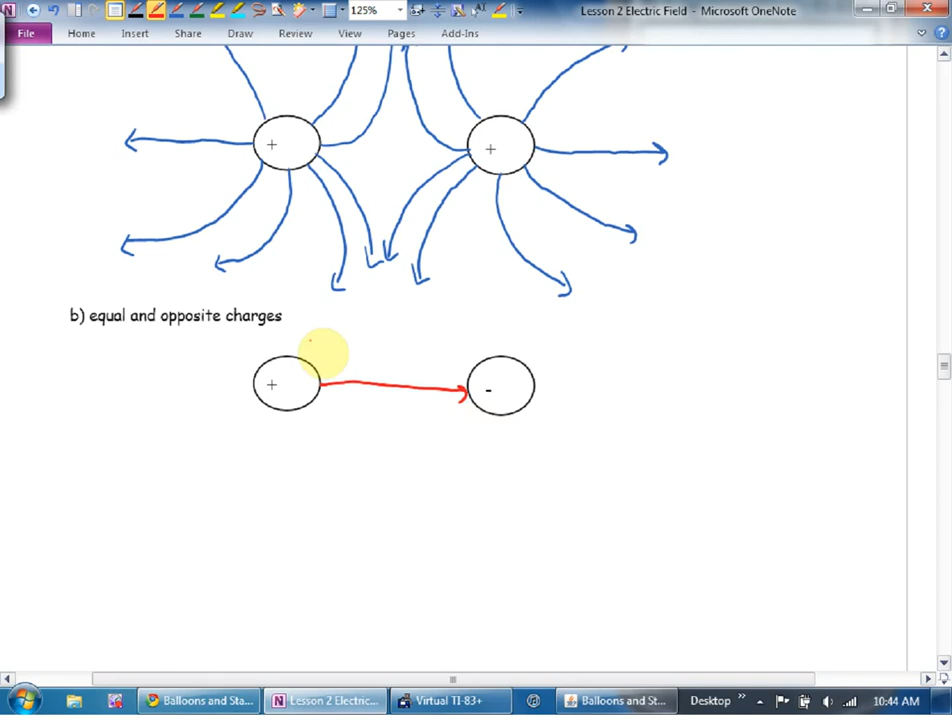 125%
Lesson 2 Electric Field - Microsoft OneNote
File Home Insert Share Draw Review View Pages Add-Ins
+ +
b) equal and opposite charges
+ -
Balloons and Sta... Lesson 2 Electric... Virtual TI-83+ Balloons and St... Desktop 10:44 AM